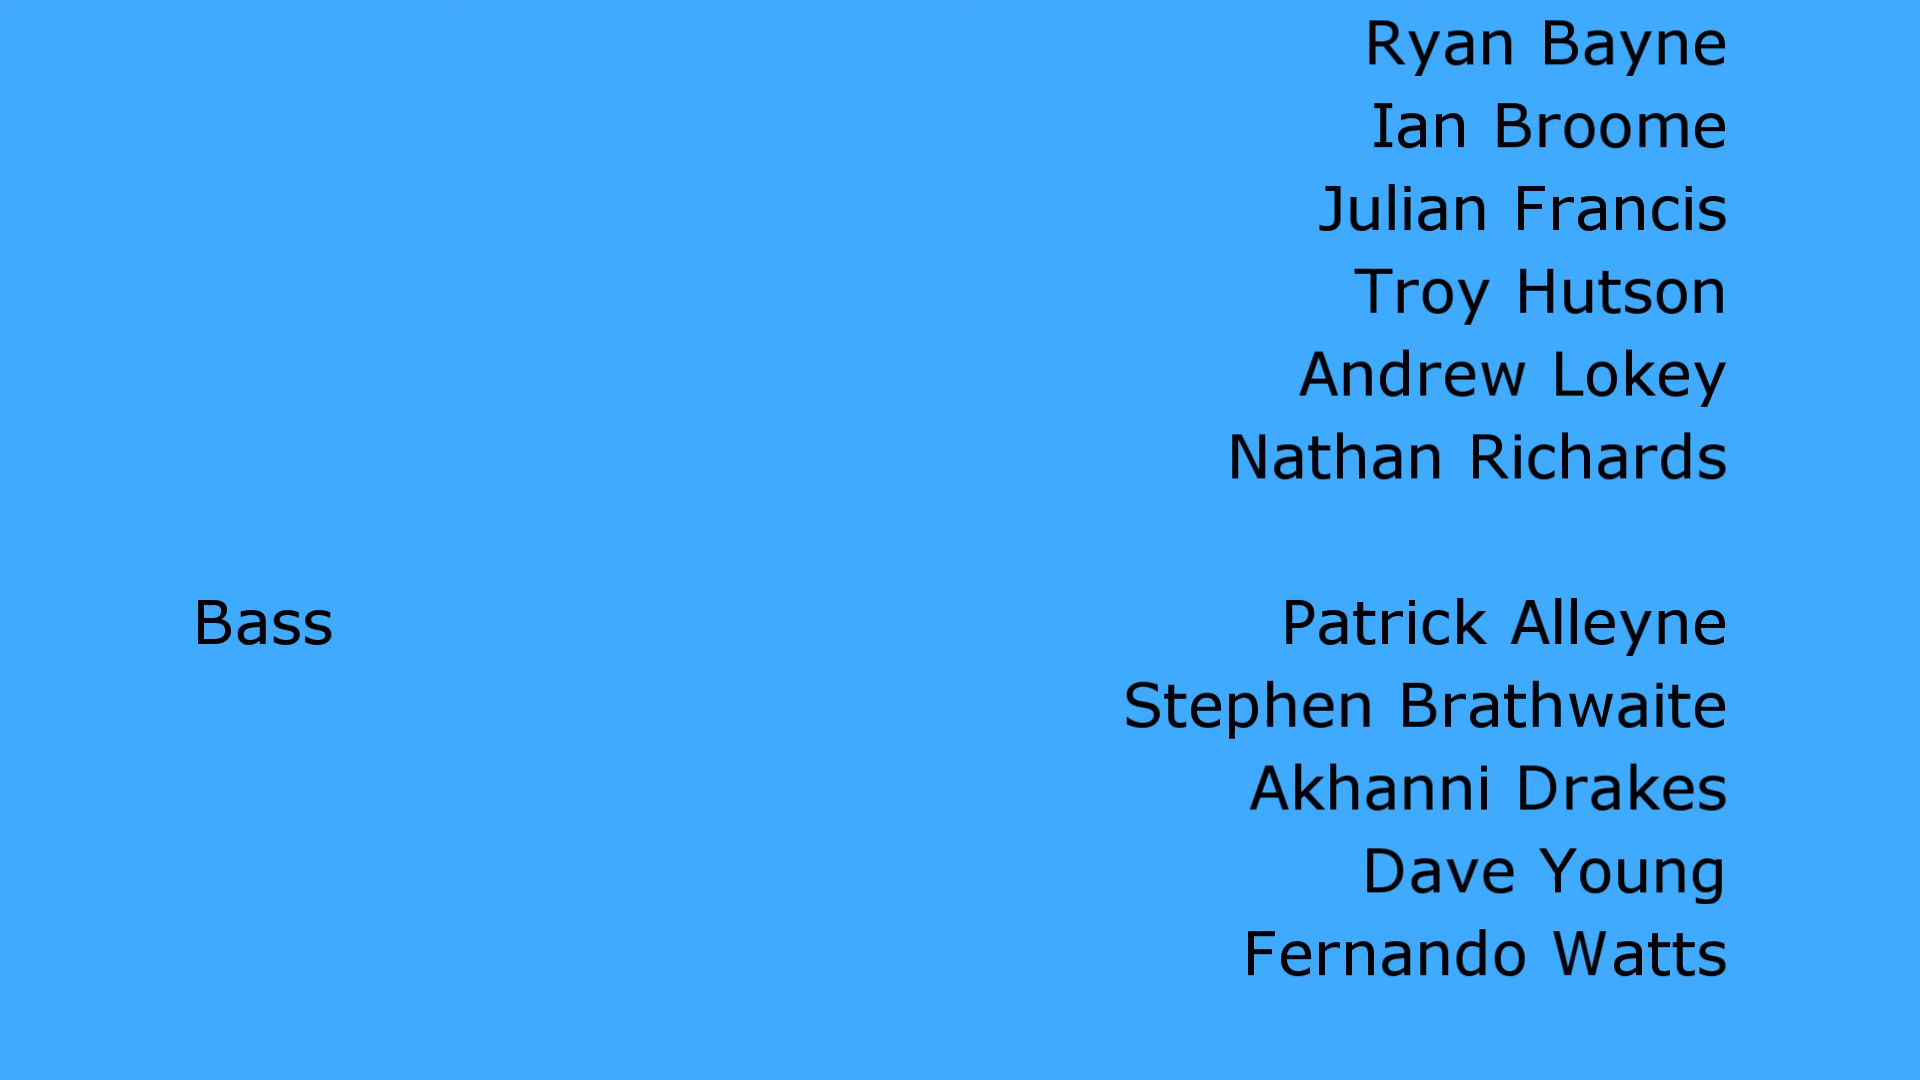 Ryan Bayne
Ian Broome
Julian Francis
Troy Hutson
Andrew Lokey
Nathan Richards
Bass Patrick Alleyne
Stephen Brathwaite
Akhanni Drakes
Dave Young
Fernando Watts